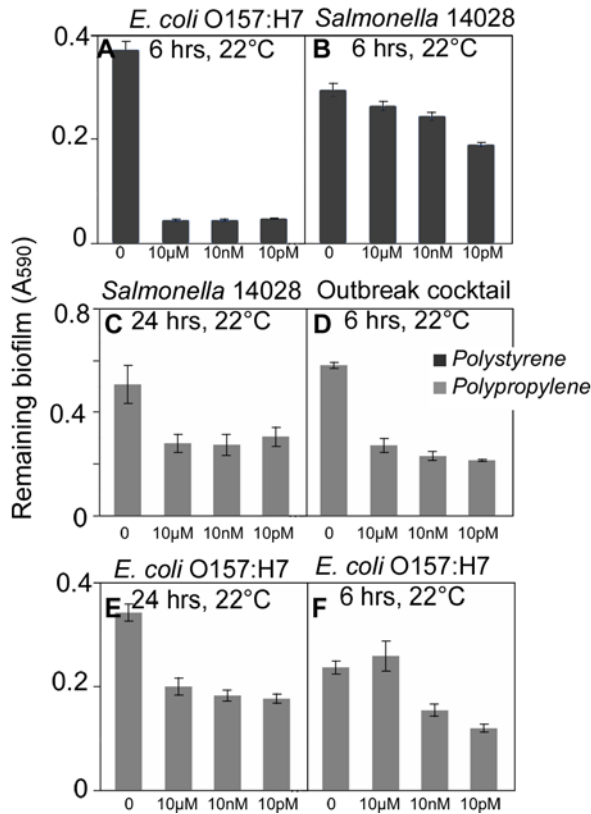 E. coli O157:H7 Salmonella 14028
A 6 hrs, 22°C B 6 hrs, 22°C
0.4
0.2
0
0 10µM 10nM 10pM 0 10µM 10nM 10pM
Remaining biofilm (A590)
Salmonella 14028 Outbreak cocktail
C 24 hrs, 22°C D 6 hrs, 22°C
0.8
0.4
0
Polystyrene
Polypropylene
0 10µM 10nM 10pM 0 10µM 10nM 10pM
E. coli O157:H7 E. coli O157:H7
E 24 hrs, 22°C F 6 hrs, 22°C
0.4
0.2
0
0 10µM 10nM 10pM 0 10µM 10nM 10pM